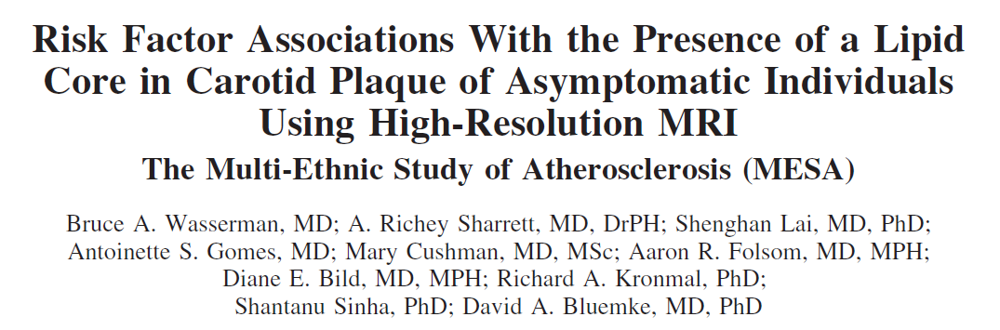 Risk Factor Associations With the Presence of a Lipid
Core in Carotid Plaque of Asymptomatic Individuals
Using High-Resolution MRI
The Multi-Ethnic Study of Atherosclerosis (MESA)
Bruce A. Wasserman, MD; A. Richey Sharrett, MD, DrPH; Shenghan Lai, MD, PhD;
Antoinette S. Gomes, MD; Mary Cushman, MD, MSc; Aaron R. Folsom, MD, MPH;
Diane E. Bild, MD, MPH; Richard A. Kronmal, PhD;
Shantanu Sinha, PhD; David A. Bluemke, MD, PhD